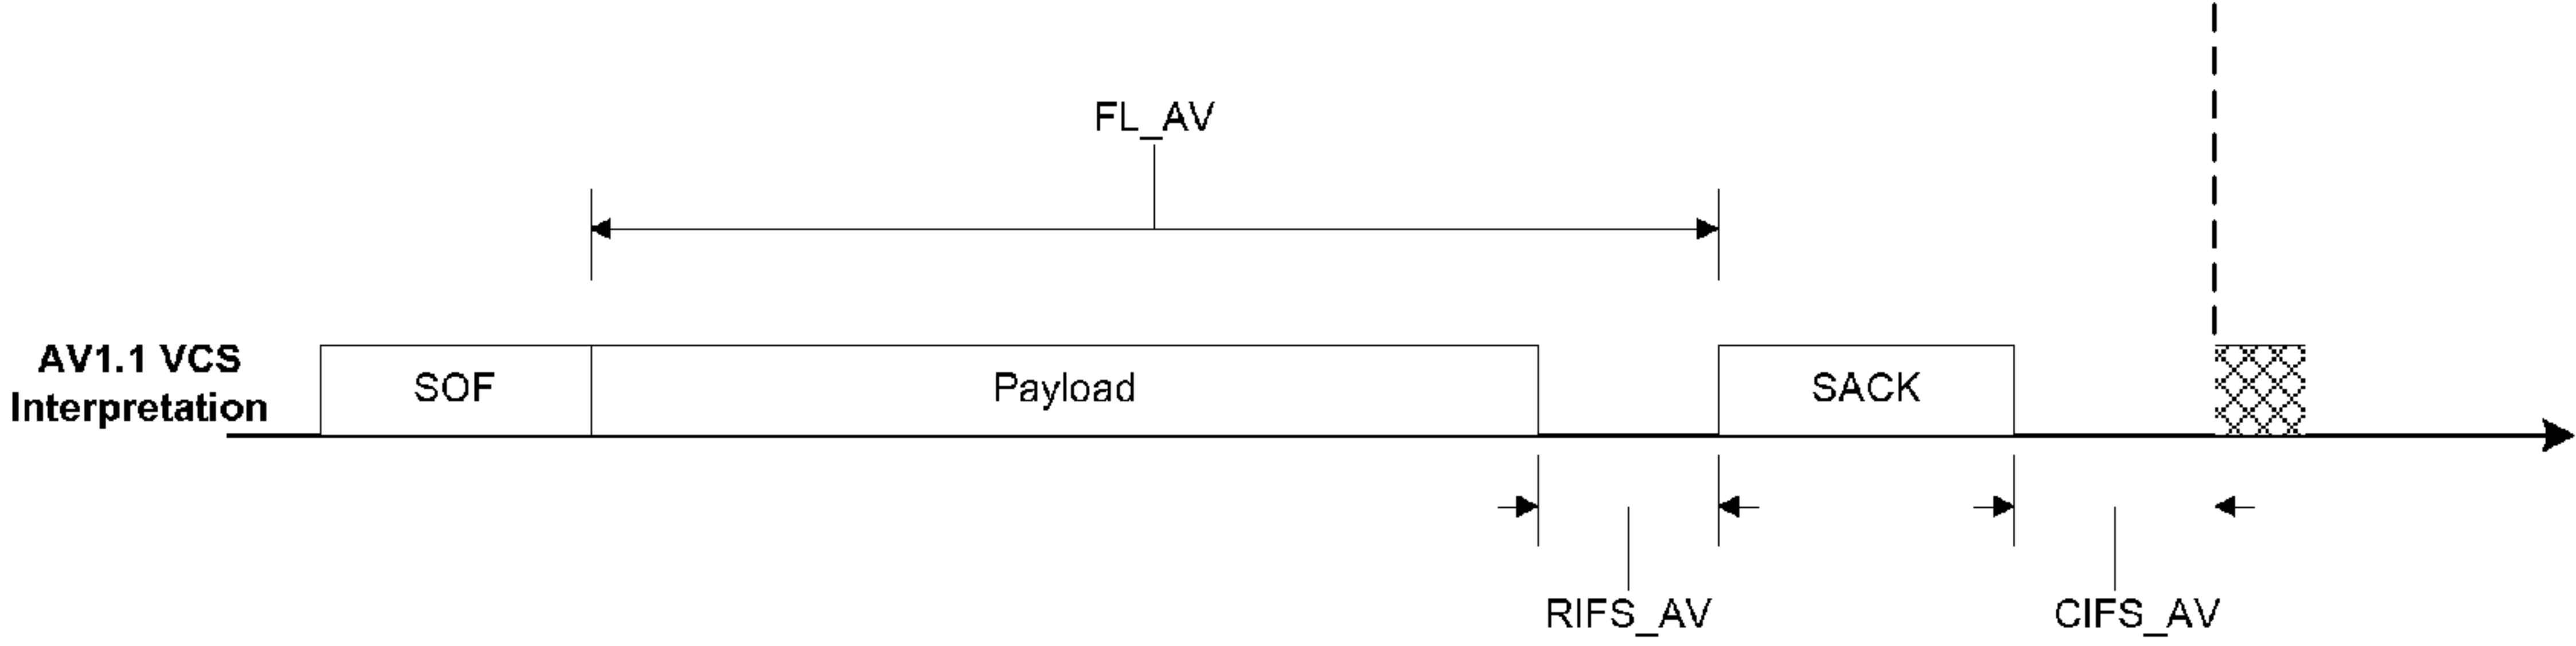 FL_AV
AV1.1 VCS
Interpretation
SOF
Payload
SACK
RIFS_AV
CIFS_AV